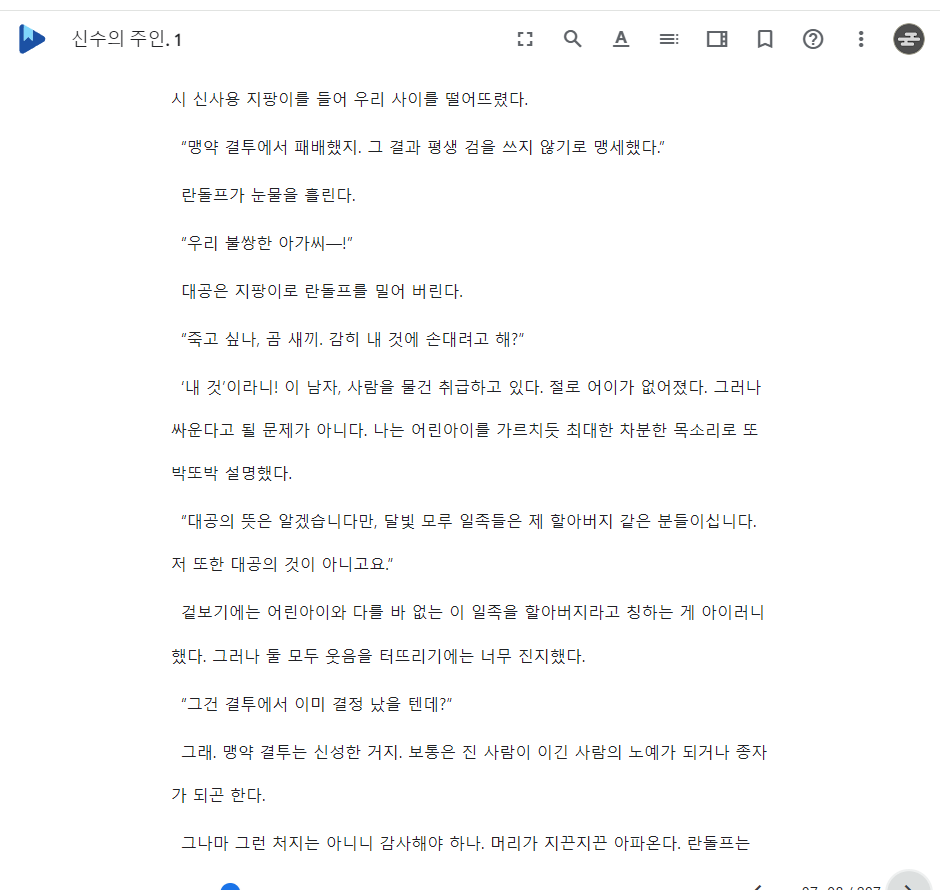 신수의 주인. 1
시 신사용 지팡이를 들어 우리 사이를 떨어뜨렸다.
“맹약 결투에서 패배했지. 그 결과 평생 검을 쓰지 않기로 맹세했다.”
란돌프가 눈물을 흘린다.
“우리 불쌍한 아가씨―!”
대공은 지팡이로 란돌프를 밀어 버린다.
“죽고 싶나, 곰 새끼. 감히 내 것에 손대려고 해?”
‘내 것’이라니! 이 남자, 사람을 물건 취급하고 있다. 절로 어이가 없어졌다. 그러나
싸운다고 될 문제가 아니다. 나는 어린아이를 가르치듯 최대한 차분한 목소리로 또
박또박 설명했다.
“대공의 뜻은 알겠습니다만, 달빛 모루 일족들은 제 할아버지 같은 분들이십니다.
저 또한 대공의 것이 아니고요.”
겉보기에는 어린아이와 다를 바 없는 이 일족을 할아버지라고 칭하는 게 아이러니
했다. 그러나 둘 모두 웃음을 터뜨리기에는 너무 진지했다.
“그건 결투에서 이미 결정 났을 텐데?”
그래. 맹약 결투는 신성한 거지. 보통은 진 사람이 이긴 사람의 노예가 되거나 종자
가 되곤 한다.
그나마 그런 처지는 아니니 감사해야 하나. 머리가 지끈지끈 아파온다. 란돌프는